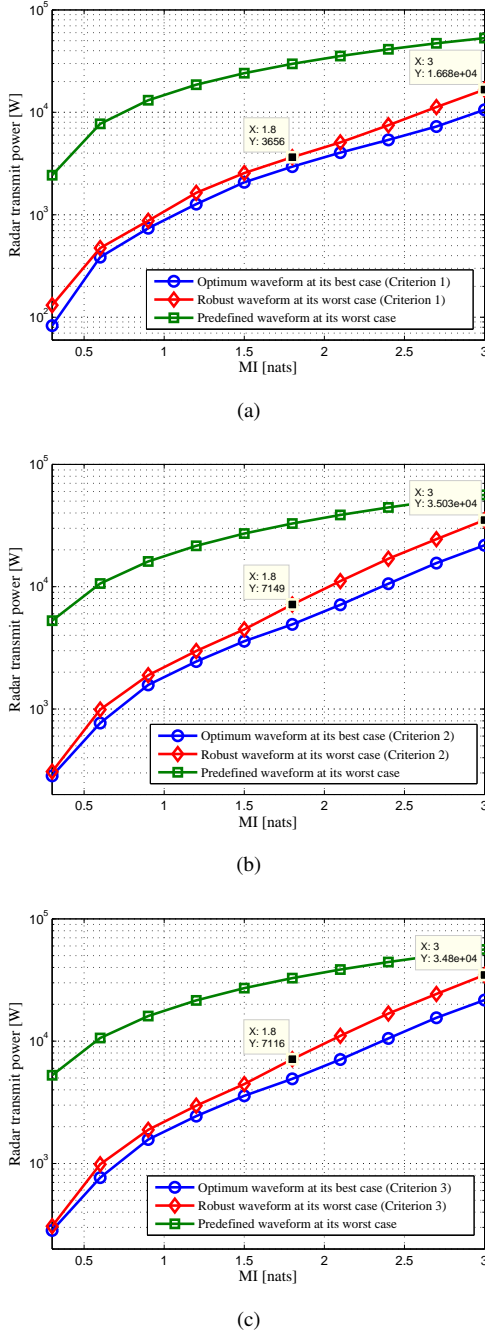 10^5
10^4
10^3
10^2
Radar transmit power [W]
X: 3
Y: 1.668e+04
X: 1.8
Y: 3656
Optimum waveform at its best case (Criterion 1)
Robust waveform at its worst case (Criterion 1)
Predefined waveform at its worst case
0.5 1 1.5 2 2.5 3
MI [nats]
(a)
10^5
10^4
10^3
Radar transmit power [W]
X: 3
Y: 3.503e+04
X: 1.8
Y: 7149
Optimum waveform at its best case (Criterion 2)
Robust waveform at its worst case (Criterion 2)
Predefined waveform at its worst case
0.5 1 1.5 2 2.5 3
MI [nats]
(b)
10^5
10^4
10^3
Radar transmit power [W]
X: 3
Y: 3.48e+04
X: 1.8
Y: 7116
Optimum waveform at its best case (Criterion 3)
Robust waveform at its worst case (Criterion 3)
Predefined waveform at its worst case
0.5 1 1.5 2 2.5 3
MI [nats]
(c)